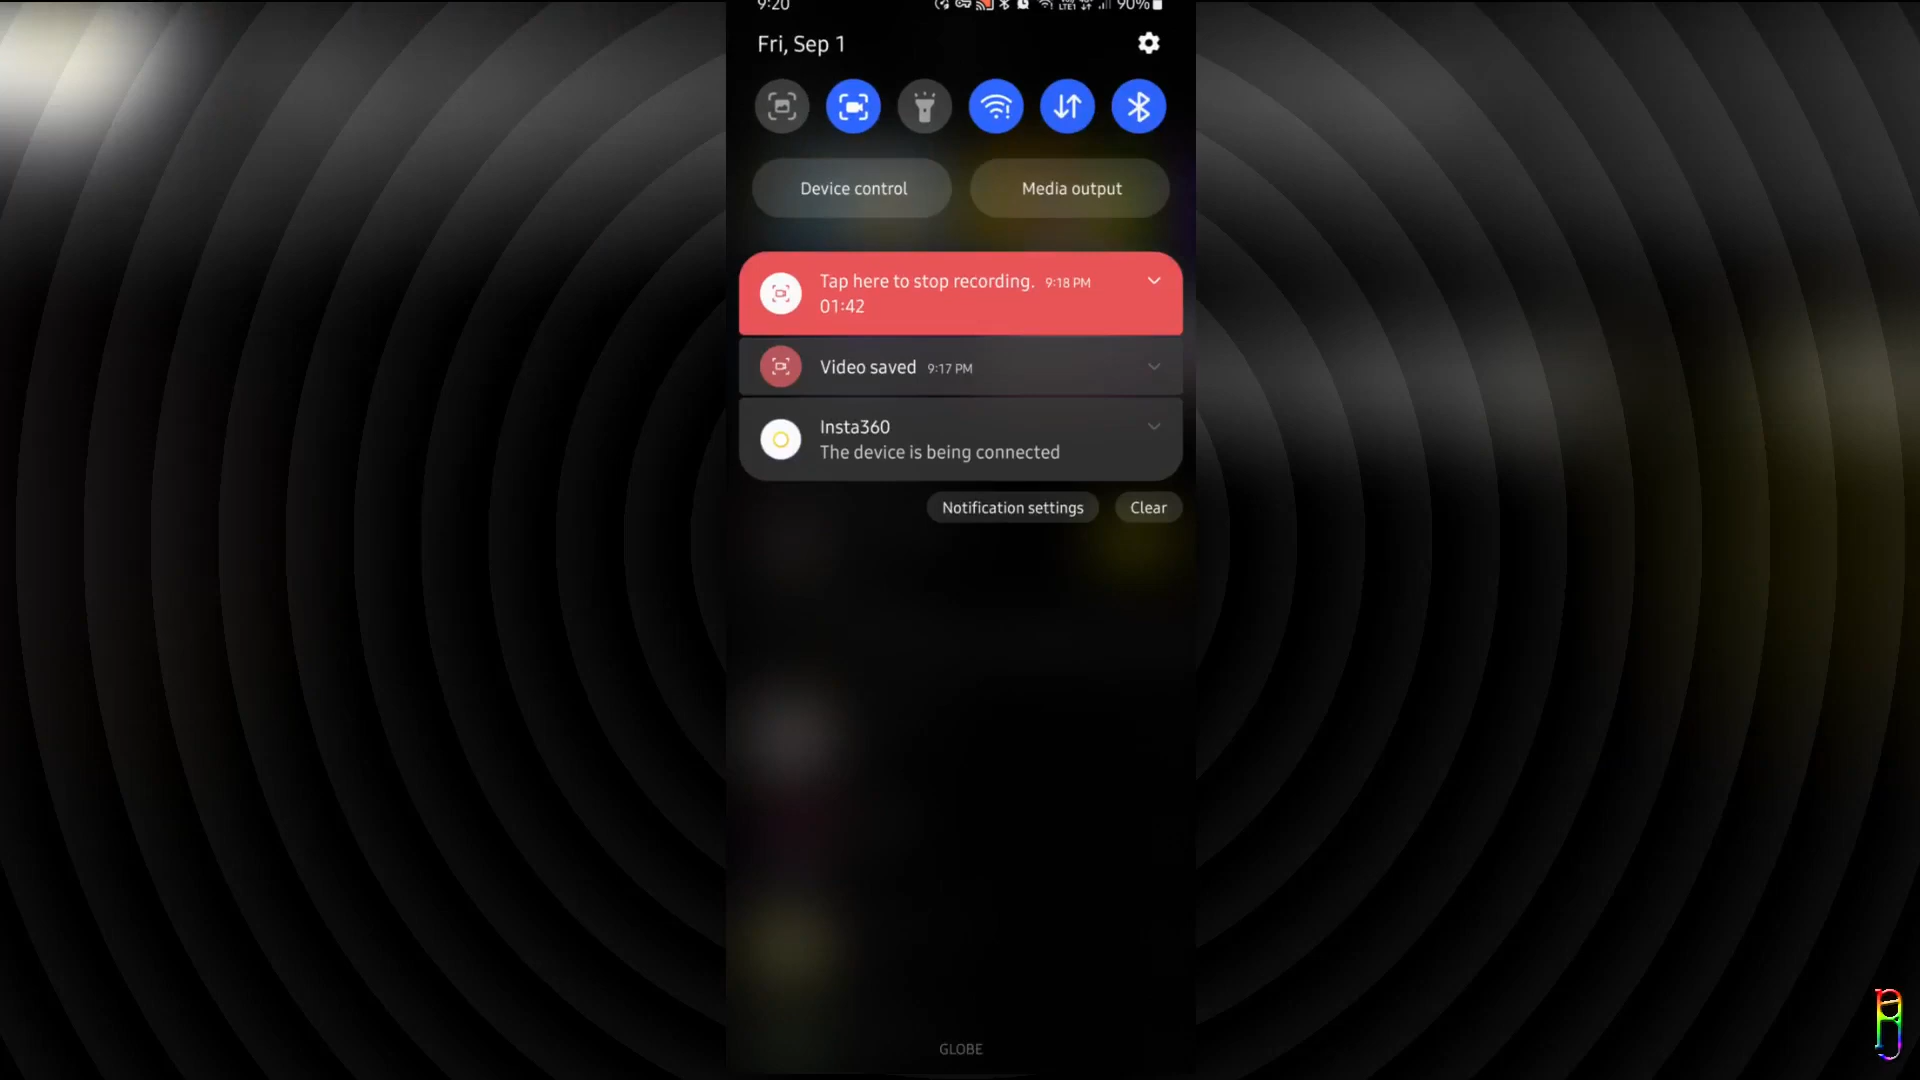 9:20 90%
Fri, Sep 1
Device control Media output
Tap here to stop recording. 9:18 PM
01:42
Video saved 9:17 PM
Insta360
The device is being connected
Notification settings Clear
GLOBE